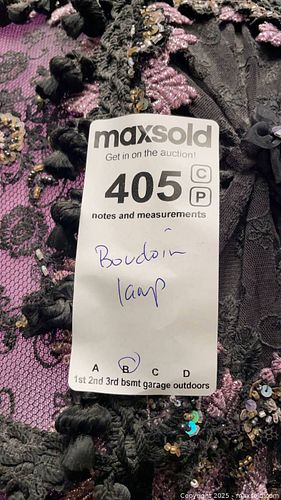 maxsold
Get in on the auction!
405 C
P
notes and measurements
Boudoir
lamp
A B C D
1st 2nd 3rd bsmt garage outdoors
Copyright © 2025 - MaxSold Inc